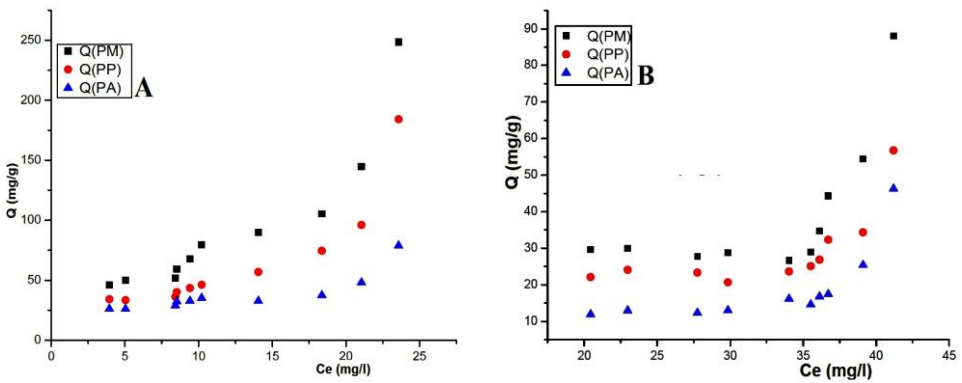 250
200
150
100
50
0
Q (mg/g)
Q(PM)
Q(PP)
Q(PA)
A
0 5 10 15 20 25
Ce (mg/l)
90
80
70
60
50
40
30
20
10
Q (mg/g)
Q(PM)
Q(PP)
Q(PA)
B
20 25 30 35 40 45
Ce (mg/l)